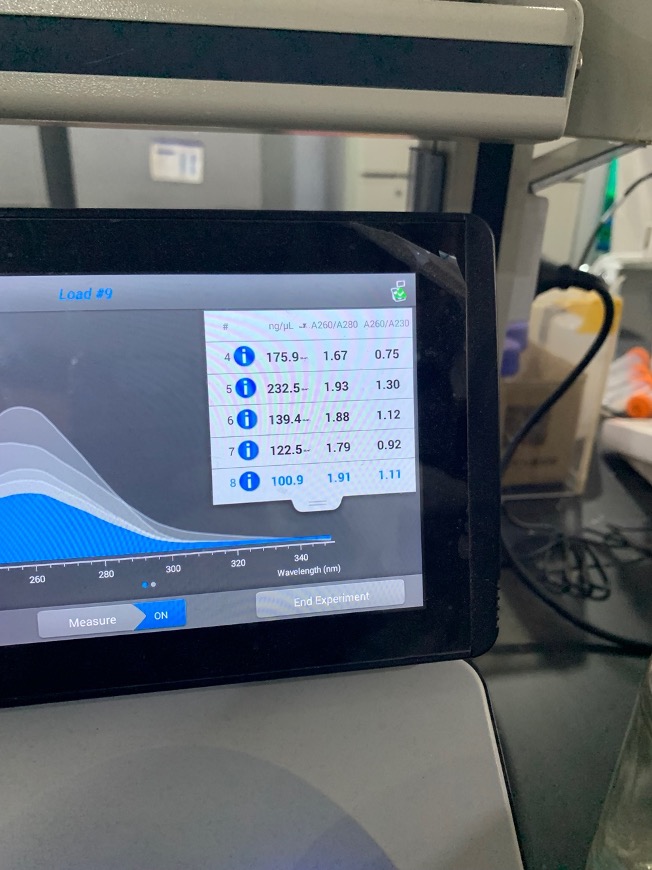 Load #9
# ng/µL A260/A280 A260/A230
4 i 175.9-- 1.67 0.75
5 i 232.5-- 1.93 1.30
6 i 139.4-- 1.88 1.12
7 i 122.5-- 1.79 0.92
8 i 100.9 1.91 1.11
260 280 300 320 340
Wavelength (nm)
Measure ON End Experiment